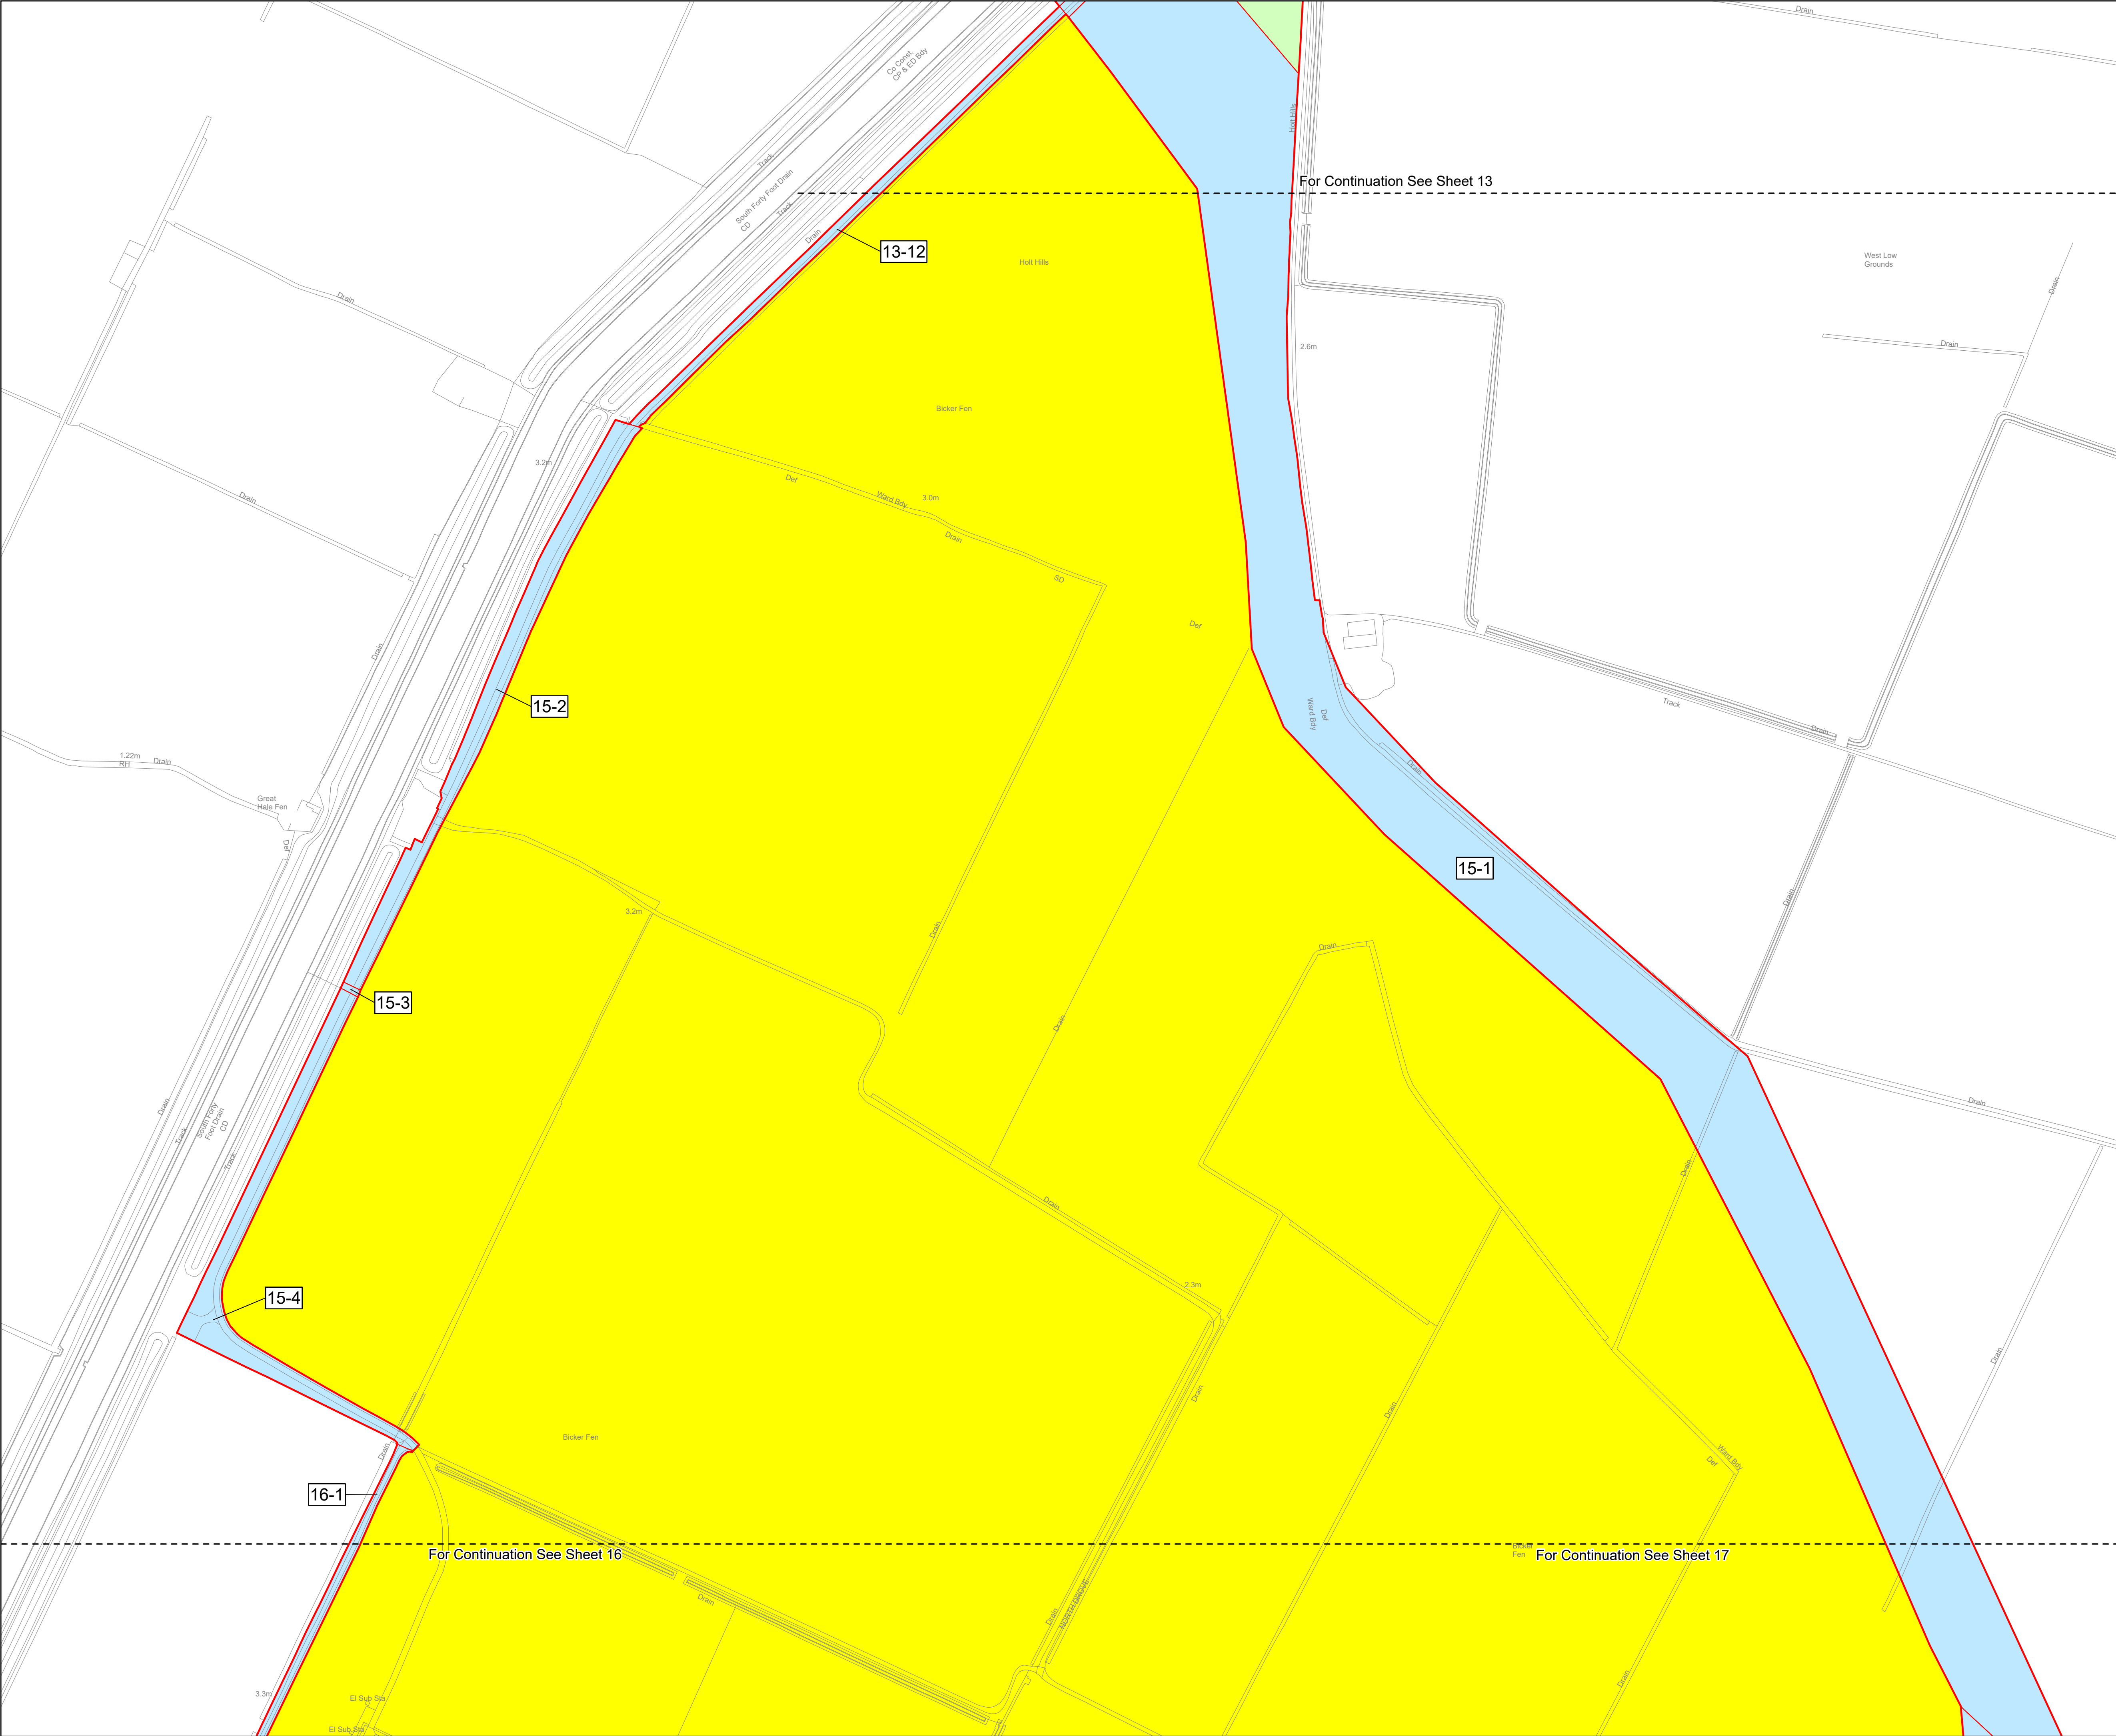 Drain
Co Const,
CP & ED Bdy
Holt Hills
Track
For Continuation See Sheet 13
South Forty Foot Drain
CD
Track
Drain
13-12
Holt Hills
West Low
Grounds
Drain
Drain
2.6m
Drain
Bicker Fen
3.2m
Def
Ward Bdy
3.0m
Drain
Drain
SD
Def
Drain
15-2
Ward Bdy
Def
Track
Drain
1.22m
RH
Drain
Drain
Great
Hale Fen
Def
15-1
Drain
3.2m
Drain
Drain
15-3
Drain
Drain
Drain
South Forty
Foot Drain
CD
Track
Track
Drain
Drain
15-4
2.3m
Drain
Drain
Drain
Bicker Fen
Drain
Ward Bdy
Def
16-1
For Continuation See Sheet 16
Bicker
Fen
For Continuation See Sheet 17
Drain
Drain
NORTH DROVE
Drain
3.3m
El Sub Sta
El Sub Sta